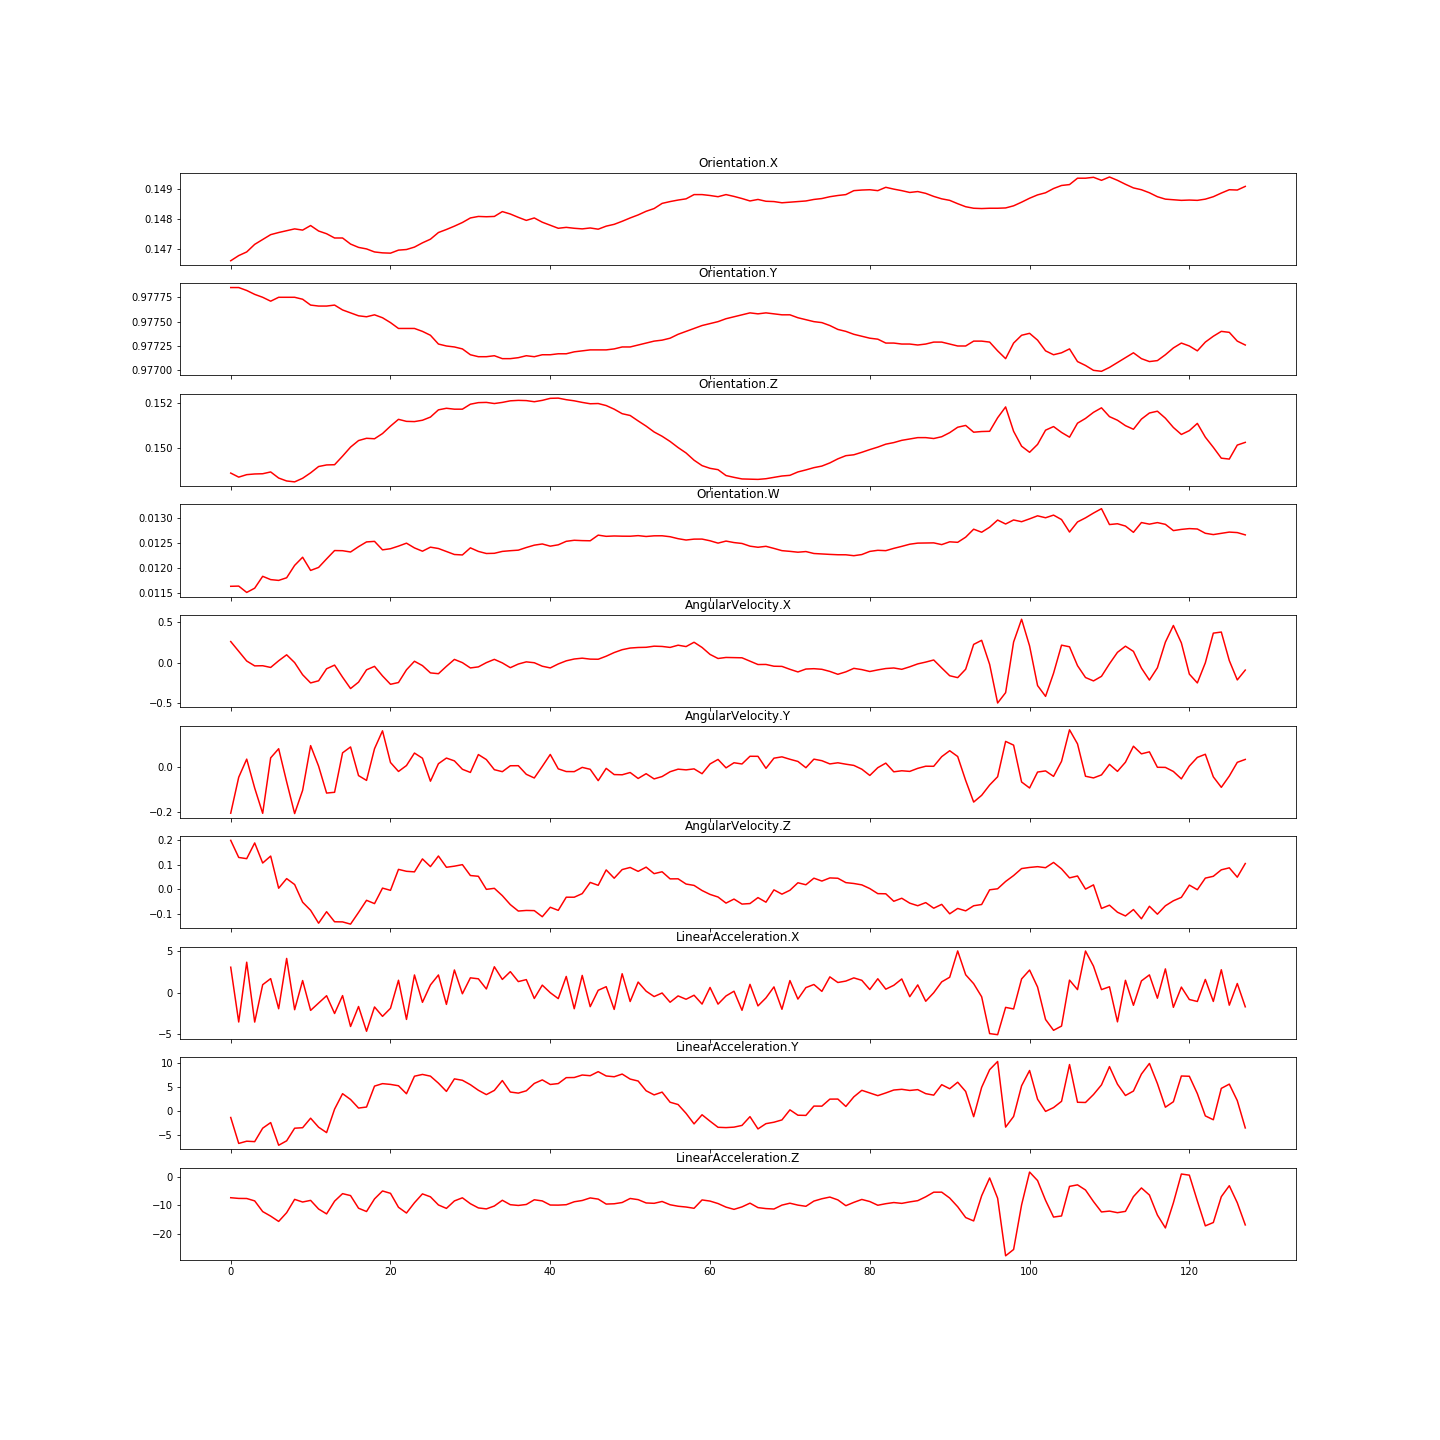 Orientation.X
0.149
0.148
0.147
Orientation.Y
0.97775
0.97750
0.97725
0.97700
Orientation.Z
0.152
0.150
Orientation.W
0.0130
0.0125
0.0120
0.0115
AngularVelocity.X
0.5
0.0
−0.5
AngularVelocity.Y
0.0
−0.2
AngularVelocity.Z
0.2
0.1
0.0
−0.1
LinearAcceleration.X
5
0
−5
LinearAcceleration.Y
10
5
0
−5
LinearAcceleration.Z
0
−10
−20
0 20 40 60 80 100 120